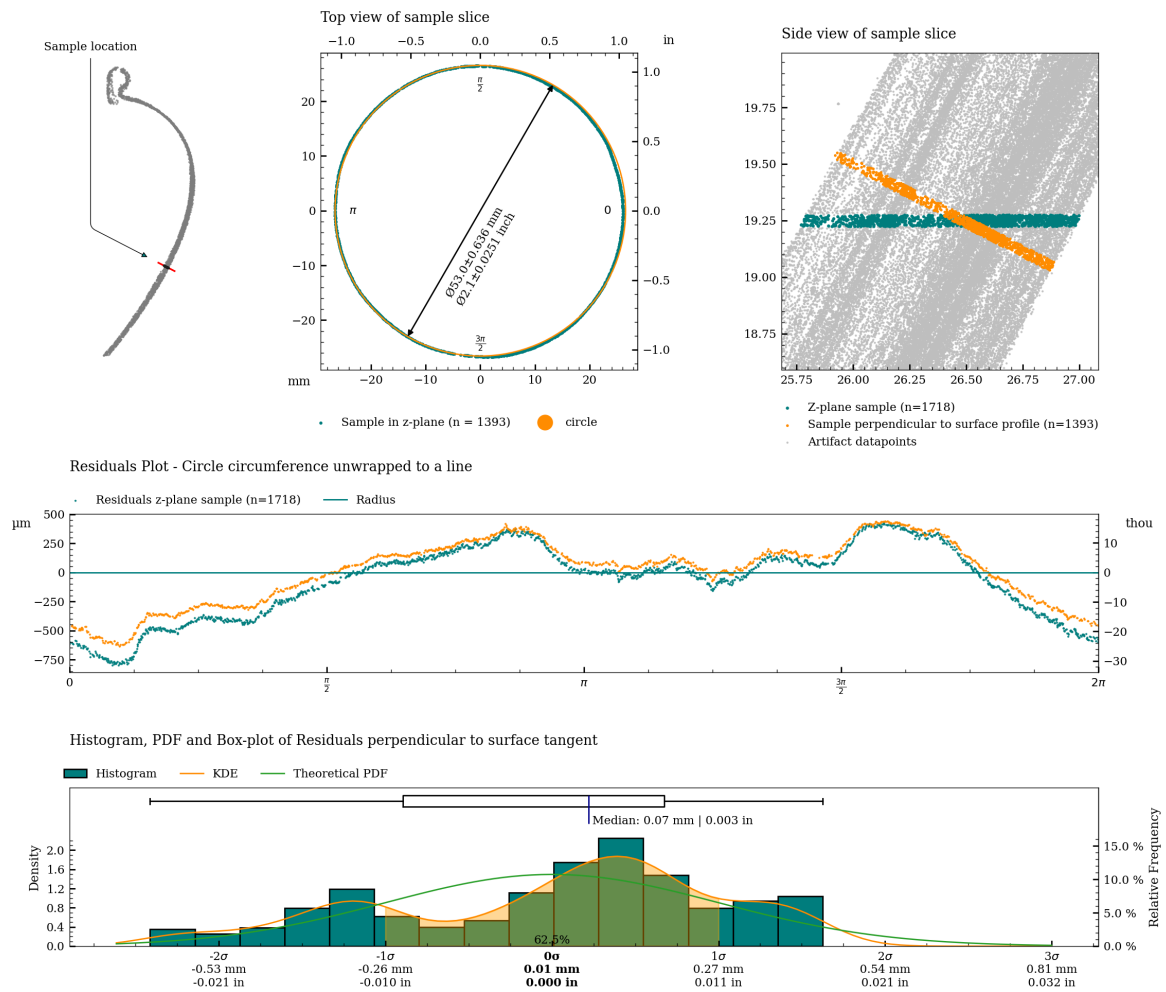 Top view of sample slice
Side view of sample slice
Sample location
−1.0 −0.5 0.0 0.5 1.0 in
20
10
0
−10
−20
mm
−20 −10 0 10 20
1.0
0.5
0.0
−0.5
−1.0
π/2
π
0
3π/2
Ø53.0±0.636 mm
Ø2.1±0.0251 inch
Sample in z-plane (n = 1393)
circle
19.75
19.50
19.25
19.00
18.75
25.75 26.00 26.25 26.50 26.75 27.00
Z-plane sample (n=1718)
Sample perpendicular to surface profile (n=1393)
Artifact datapoints
Residuals Plot - Circle circumference unwrapped to a line
Residuals z-plane sample (n=1718)
Radius
µm
500
250
0
−250
−500
−750
thou
10
0
−10
−20
−30
0 π/2 π 3π/2 2π
Histogram, PDF and Box-plot of Residuals perpendicular to surface tangent
Histogram
KDE
Theoretical PDF
Median: 0.07 mm | 0.003 in
Density
2.0
1.6
1.2
0.8
0.4
0.0
15.0 %
10.0 %
5.0 %
0.0 %
Relative Frequency
62.5%
-2σ -1σ 0σ 1σ 2σ 3σ
-0.53 mm -0.26 mm 0.01 mm 0.27 mm 0.54 mm 0.81 mm
-0.021 in -0.010 in 0.000 in 0.011 in 0.021 in 0.032 in